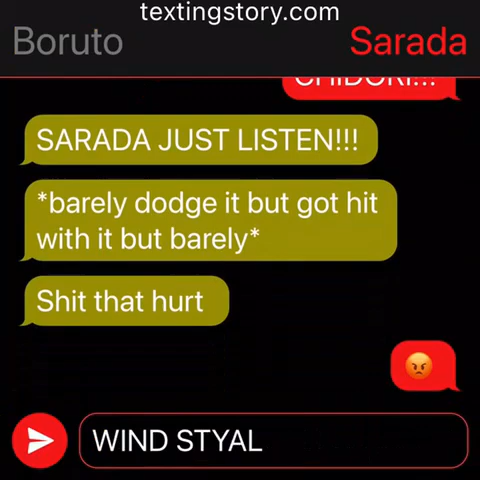 textingstory.com
Boruto
Sarada
CHIDORI...
SARADA JUST LISTEN!!!
*barely dodge it but got hit
with it but barely*
Shit that hurt
WIND STYAL